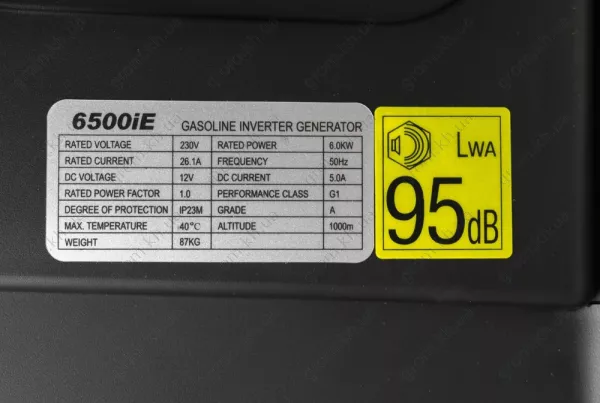 6500iE GASOLINE INVERTER GENERATOR
RATED VOLTAGE 230V RATED POWER 6.0KW
RATED CURRENT 26.1A FREQUENCY 50Hz
DC VOLTAGE 12V DC CURRENT 5.0A
RATED POWER FACTOR 1.0 PERFORMANCE CLASS G1
DEGREE OF PROTECTION IP23M GRADE A
MAX. TEMPERATURE 40°C ALTITUDE 1000m
WEIGHT 87KG
LWA
95dB